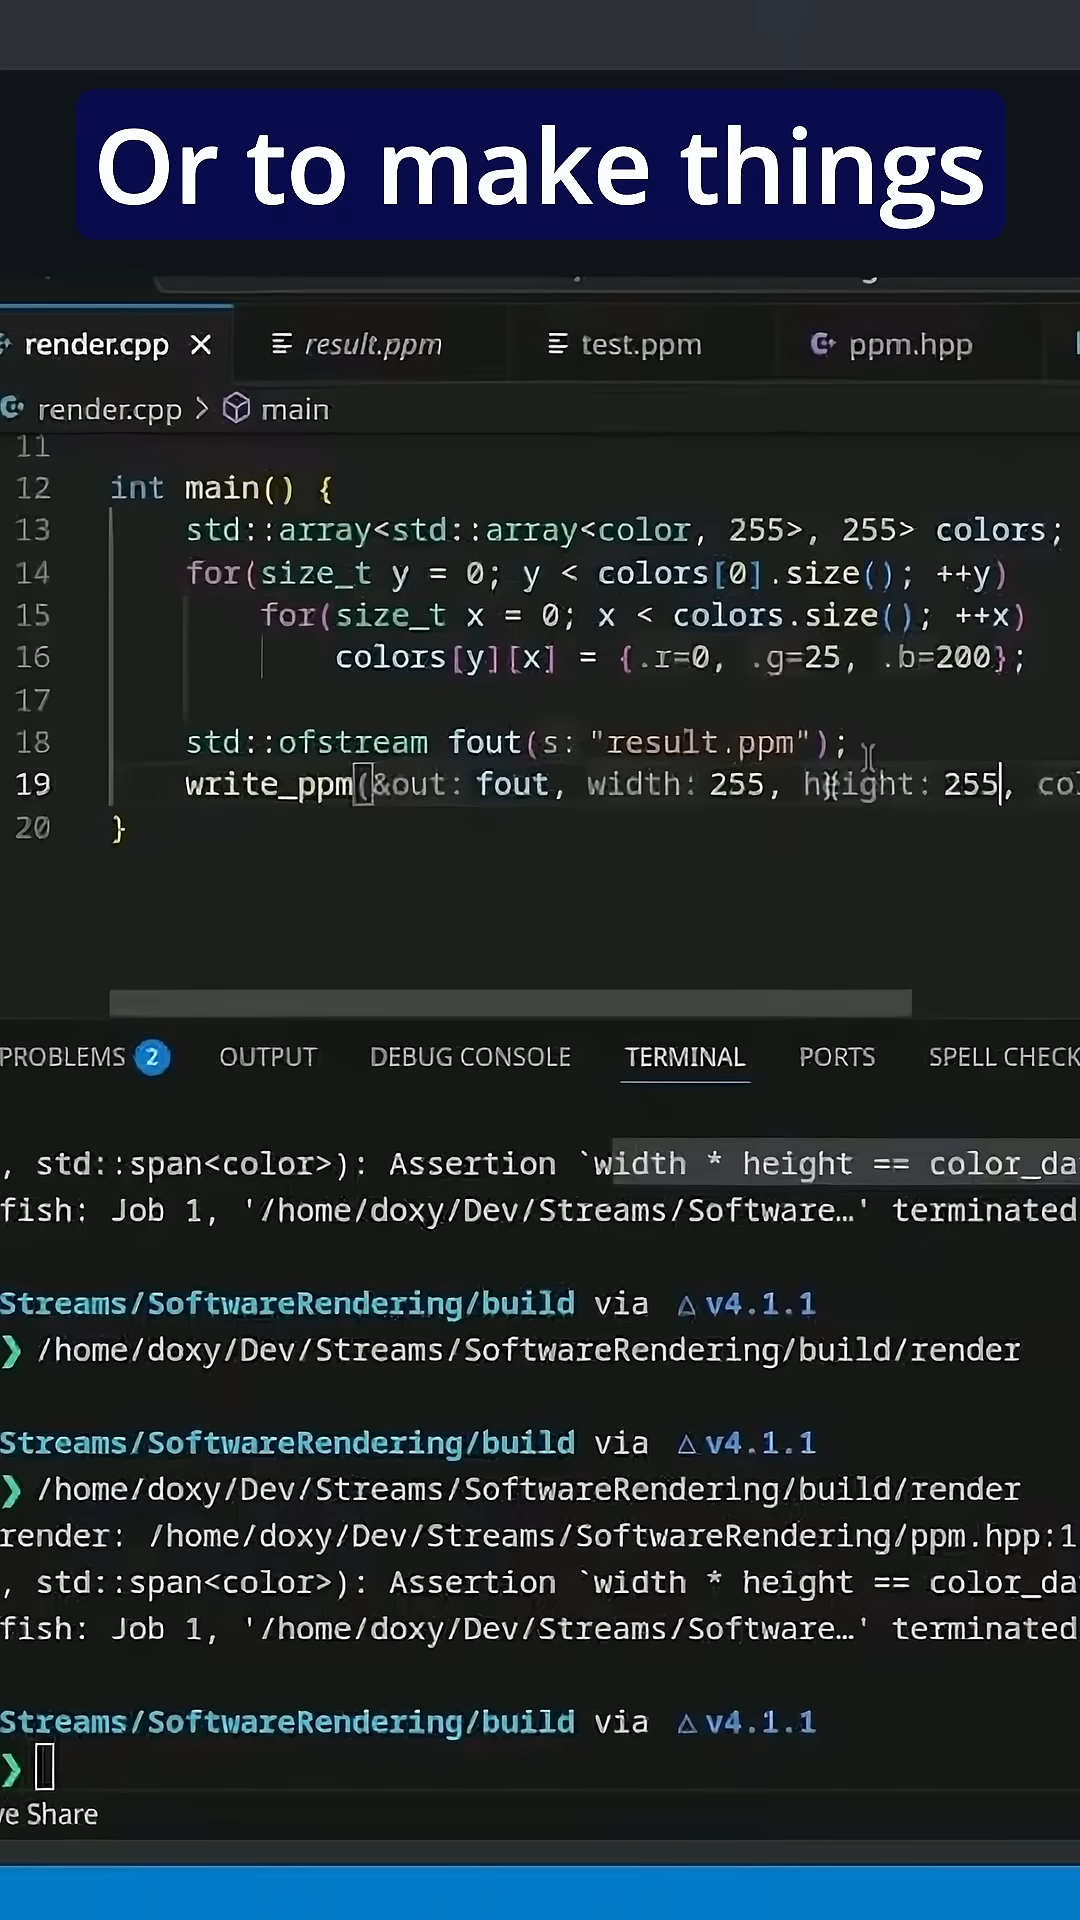 Or to make things
render.cpp
result.ppm
test.ppm
ppm.hpp
render.cpp > main
11
12 int main() {
13 std::array<std::array<color, 255>, 255> colors;
14 for(size_t y = 0; y < colors[0].size(); ++y)
15 for(size_t x = 0; x < colors.size(); ++x)
16 colors[y][x] = {.r=0, .g=25, .b=200};
17
18 std::ofstream fout(s: "result.ppm");
19 write_ppm(&out: fout, width: 255, height: 255, col
20 }
PROBLEMS 2 OUTPUT DEBUG CONSOLE TERMINAL PORTS SPELL CHECK
, std::span<color>): Assertion `width * height == color_da
fish: Job 1, '/home/doxy/Dev/Streams/Software…' terminated
Streams/SoftwareRendering/build via △ v4.1.1
❯ /home/doxy/Dev/Streams/SoftwareRendering/build/render
Streams/SoftwareRendering/build via △ v4.1.1
❯ /home/doxy/Dev/Streams/SoftwareRendering/build/render
render: /home/doxy/Dev/Streams/SoftwareRendering/ppm.hpp:1
, std::span<color>): Assertion `width * height == color_da
fish: Job 1, '/home/doxy/Dev/Streams/Software…' terminated
Streams/SoftwareRendering/build via △ v4.1.1
❯
ve Share